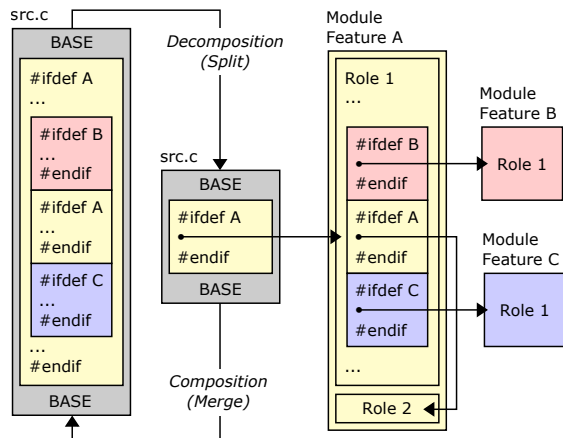 src.c
BASE
#ifdef A
...
#ifdef B
...
#endif
#ifdef A
...
#endif
#ifdef C
...
#endif
...
#endif
BASE
Decomposition
(Split)
src.c
BASE
#ifdef A
#endif
BASE
Composition
(Merge)
Module
Feature A
Role 1
...
#ifdef B
#endif
#ifdef A
#endif
#ifdef C
#endif
...
Role 2
Module
Feature B
Role 1
Module
Feature C
Role 1